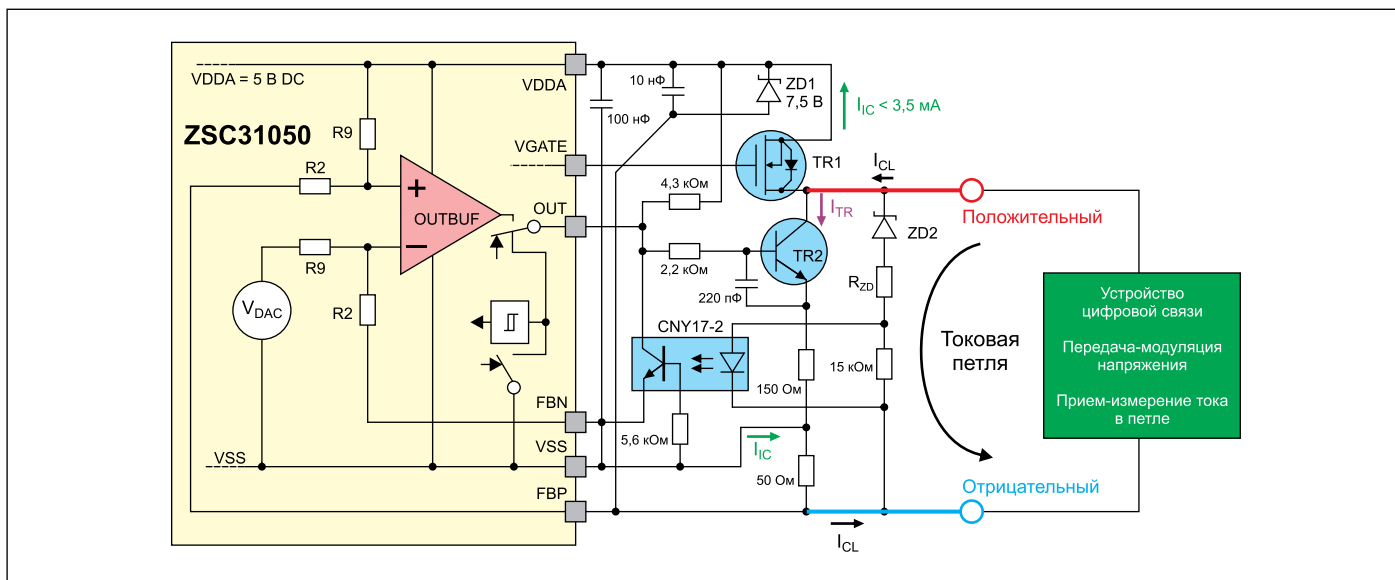 VDDA = 5 В DC
VDDA
ZSC31050
R9
R2
OUTBUF
+
−
R9
R2
VDAC
VGATE
OUT
FBN
VSS
VSS
FBP
10 нФ
100 нФ
ZD1
7,5 В
IIC < 3,5 мА
TR1
ICL
4,3 кОм
ITR
Положительный
2,2 кОм
TR2
ZD2
220 пФ
RZD
CNY17-2
15 кОм
150 Ом
5,6 кОм
IIC
50 Ом
Токовая
петля
Устройство
цифровой связи
Передача-модуляция
напряжения
Прием-измерение тока
в петле
Отрицательный
ICL